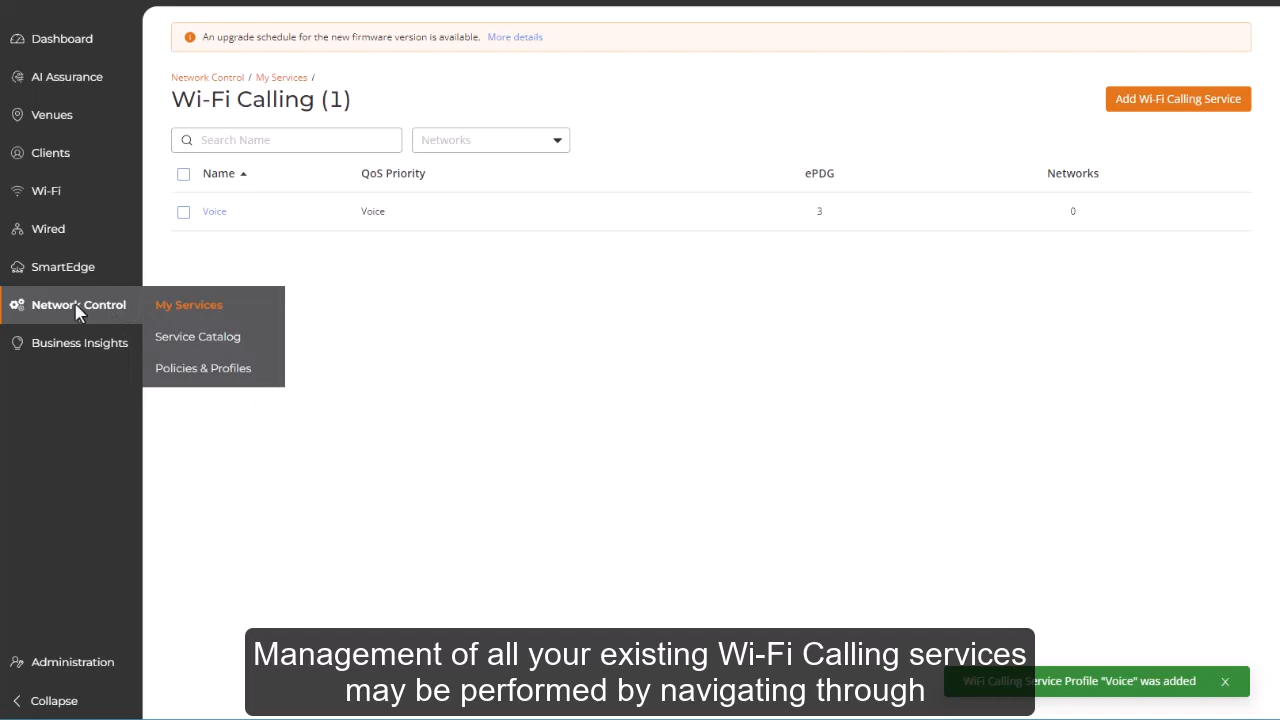 Dashboard
AI Assurance
Venues
Clients
Wi-Fi
Wired
SmartEdge
Network Control
Business Insights
Administration
Collapse
My Services
Service Catalog
Policies & Profiles
An upgrade schedule for the new firmware version is available. More details
Network Control / My Services /
Wi-Fi Calling (1)
Add Wi-Fi Calling Service
Search Name
Networks
Name QoS Priority ePDG Networks
Voice Voice 3 0
Management of all your existing Wi-Fi Calling services
may be performed by navigating through
WiFi Calling Service Profile "Voice" was added X